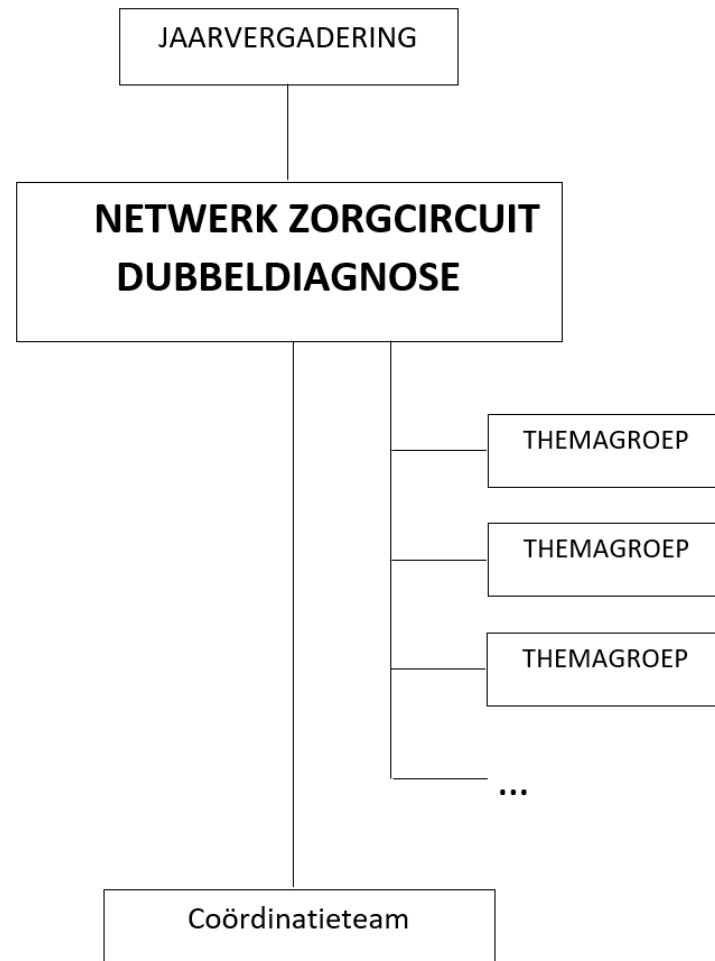 JAARVERGADERING
NETWERK ZORGCIRCUIT
DUBBELDIAGNOSE
THEMAGROEP
THEMAGROEP
THEMAGROEP
...
Coördinatieteam